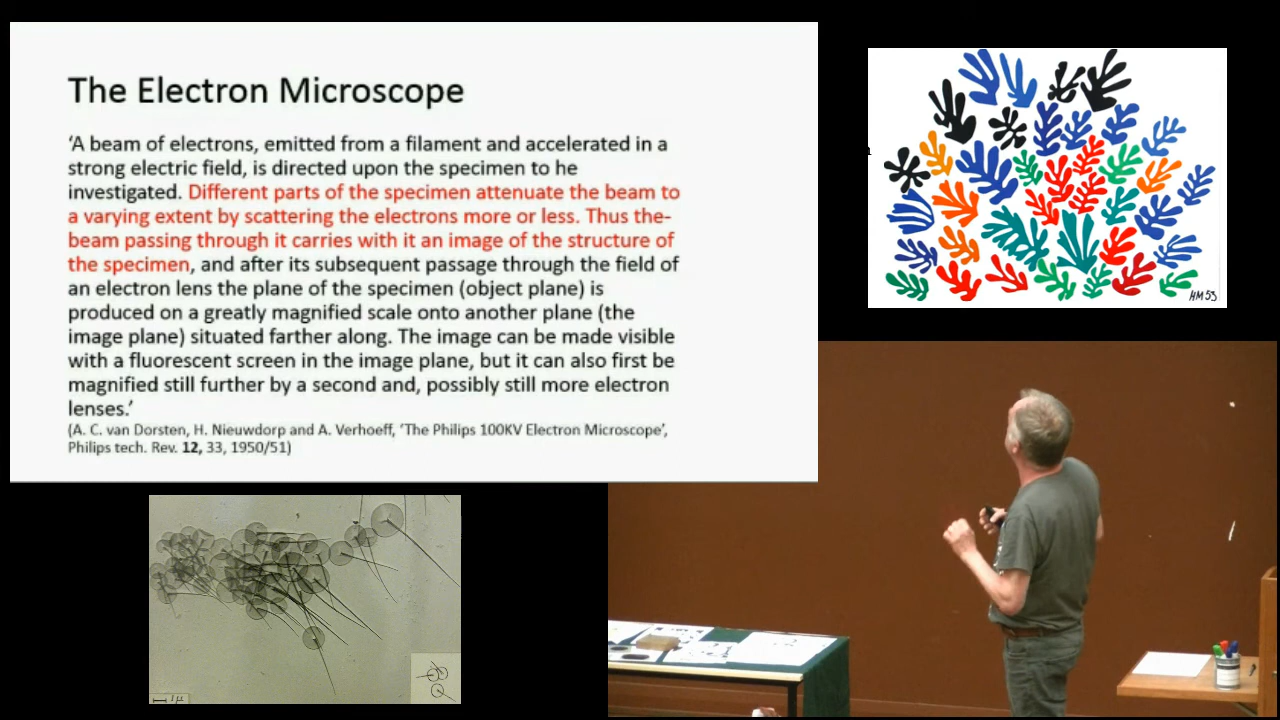 The Electron Microscope
‘A beam of electrons, emitted from a filament and accelerated in a
strong electric field, is directed upon the specimen to he
investigated. Different parts of the specimen attenuate the beam to
a varying extent by scattering the electrons more or less. Thus the-
beam passing through it carries with it an image of the structure of
the specimen, and after its subsequent passage through the field of
an electron lens the plane of the specimen (object plane) is
produced on a greatly magnified scale onto another plane (the
image plane) situated farther along. The image can be made visible
with a fluorescent screen in the image plane, but it can also first be
magnified still further by a second and, possibly still more electron
lenses.’
(A. C. van Dorsten, H. Nieuwdorp and A. Verhoeff, ‘The Philips 100KV Electron Microscope’,
Philips tech. Rev. 12, 33, 1950/51)
HM53
1μ